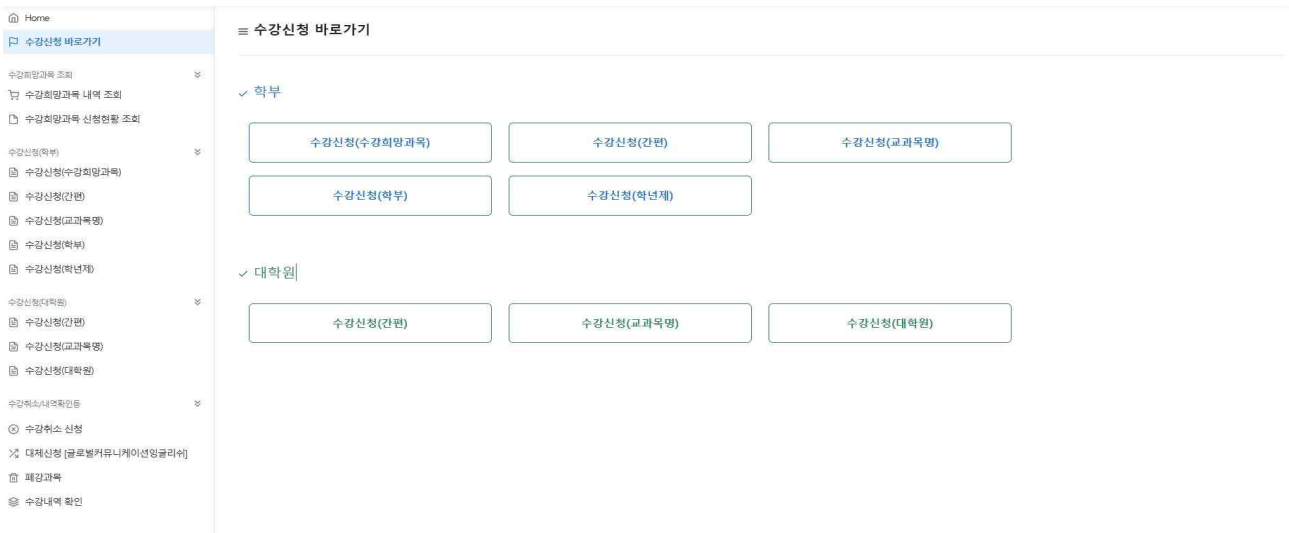 Home
수강신청 바로가기
수강희망과목 조회
수강희망과목 내역 조회
수강희망과목 신청현황 조회
수강신청(학부)
수강신청(수강희망과목)
수강신청(간편)
수강신청(교과목명)
수강신청(학부)
수강신청(학년제)
수강신청(대학원)
수강신청(간편)
수강신청(교과목명)
수강신청(대학원)
수강취소/내역확인등
수강취소 신청
대체신청 [글로벌커뮤니케이션잉글리쉬]
폐강과목
수강내역 확인
수강신청 바로가기
학부
수강신청(수강희망과목)
수강신청(간편)
수강신청(교과목명)
수강신청(학부)
수강신청(학년제)
대학원
수강신청(간편)
수강신청(교과목명)
수강신청(대학원)